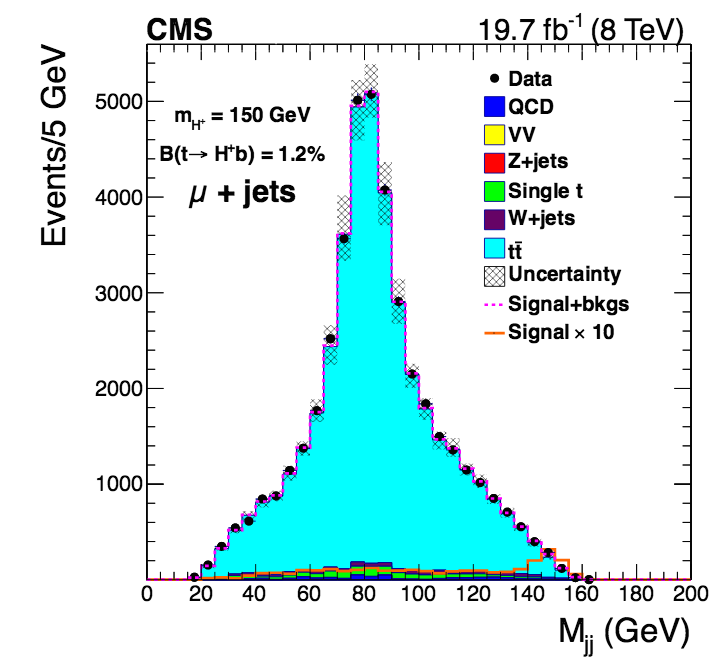 CMS 19.7 fb⁻¹ (8 TeV)
Events/5 GeV
m_H⁺ = 150 GeV
B(t→ H⁺b) = 1.2%
μ + jets
Data
QCD
VV
Z+jets
Single t
W+jets
tt̄
Uncertainty
Signal+bkgs
Signal × 10
5000
4000
3000
2000
1000
0 20 40 60 80 100 120 140 160 180 200
M_jj (GeV)